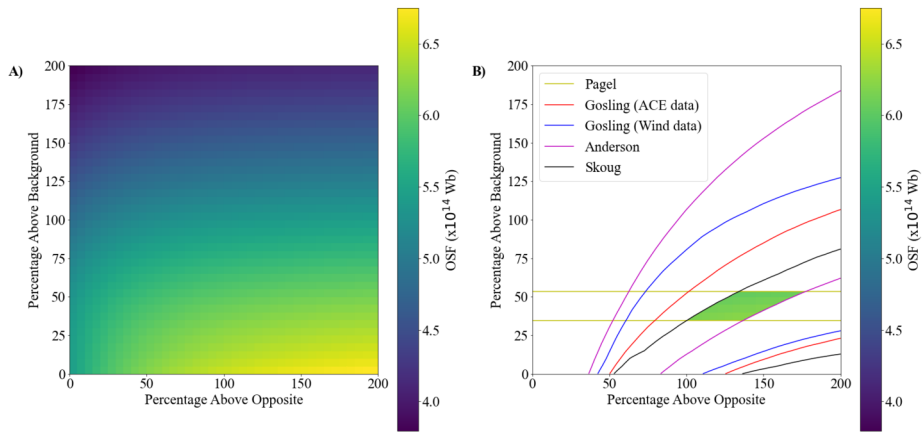 A)
Percentage Above Background
200
175
150
125
100
75
50
25
0
0 50 100 150 200
Percentage Above Opposite
6.5
6.0
5.5
5.0
4.5
4.0
OSF (x10¹⁴ Wb)
B)
Percentage Above Background
200
175
150
125
100
75
50
25
0
Pagel
Gosling (ACE data)
Gosling (Wind data)
Anderson
Skoug
0 50 100 150 200
Percentage Above Opposite
6.5
6.0
5.5
5.0
4.5
4.0
OSF (x10¹⁴ Wb)